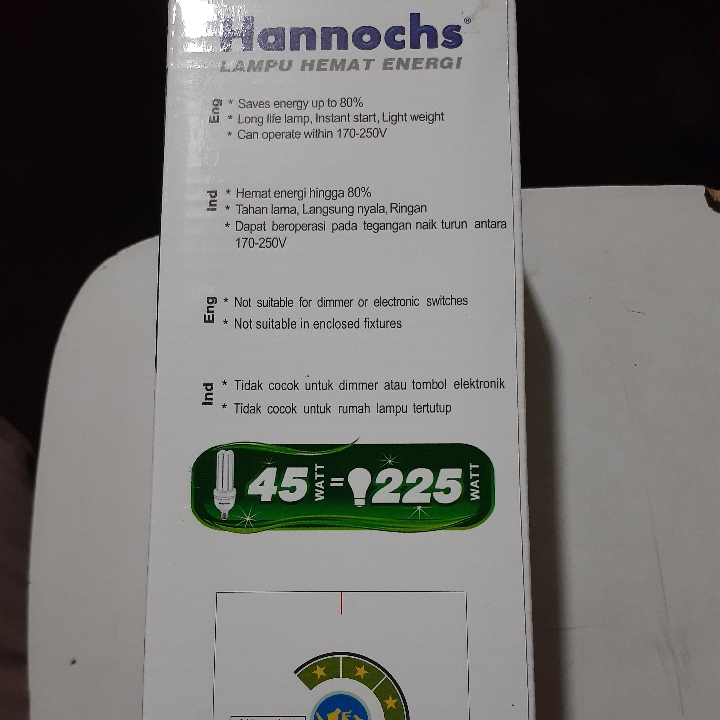 Hannochs®
LAMPU HEMAT ENERGI
Eng
* Saves energy up to 80%
* Long life lamp, Instant start, Light weight
* Can operate within 170-250V
Ind
* Hemat energi hingga 80%
* Tahan lama, Langsung nyala, Ringan
* Dapat beroperasi pada tegangan naik turun antara
170-250V
Eng
* Not suitable for dimmer or electronic switches
* Not suitable in enclosed fixtures
Ind
* Tidak cocok untuk dimmer atau tombol elektronik
* Tidak cocok untuk rumah lampu tertutup
45 WATT = 225 WATT